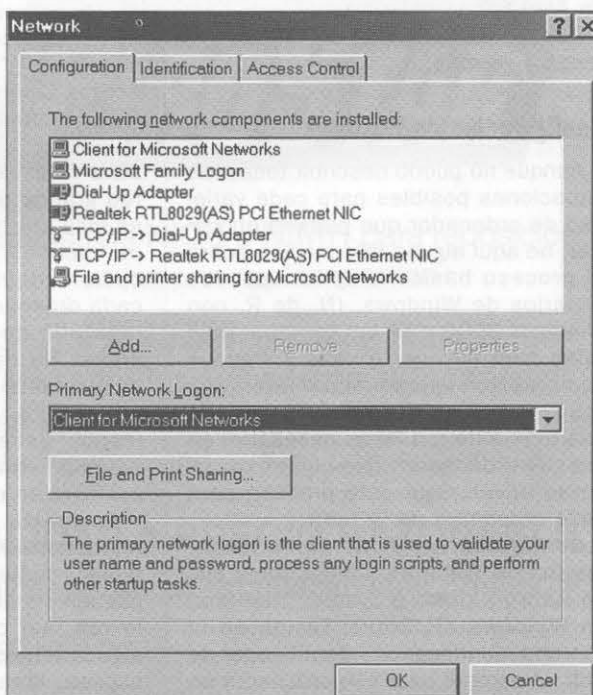 Network
Configuration Identification Access Control
The following network components are installed:
Client for Microsoft Networks
Microsoft Family Logon
Dial-Up Adapter
Realtek RTL8029(AS) PCI Ethernet NIC
TCP/IP -> Dial-Up Adapter
TCP/IP -> Realtek RTL8029(AS) PCI Ethernet NIC
File and printer sharing for Microsoft Networks
Add... Remove Properties
Primary Network Logon:
Client for Microsoft Networks
File and Print Sharing...
Description
The primary network logon is the client that is used to validate your
user name and password, process any login scripts, and perform
other startup tasks.
OK Cancel